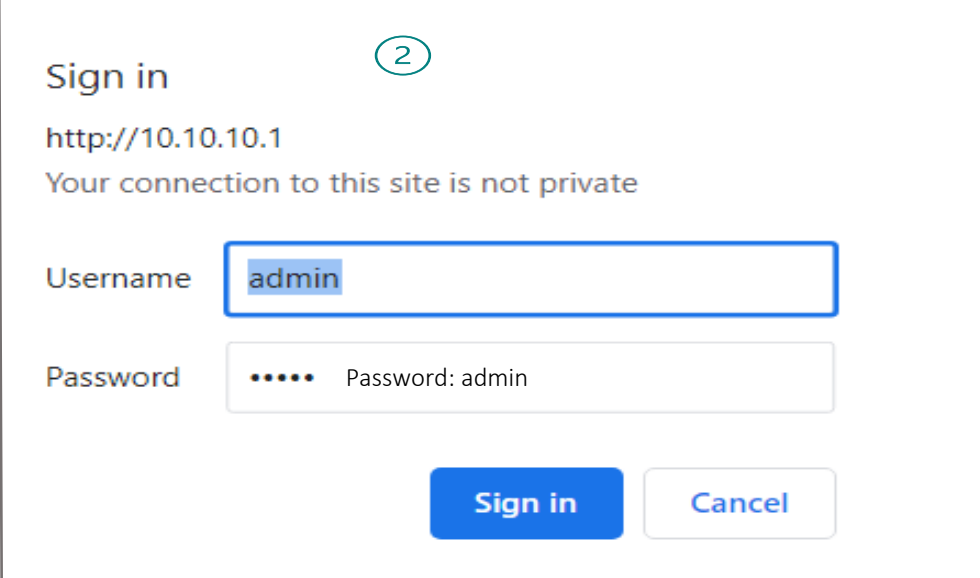 2
Sign in
http://10.10.10.1
Your connection to this site is not private
Username admin
Password ••••• Password: admin
Sign in Cancel